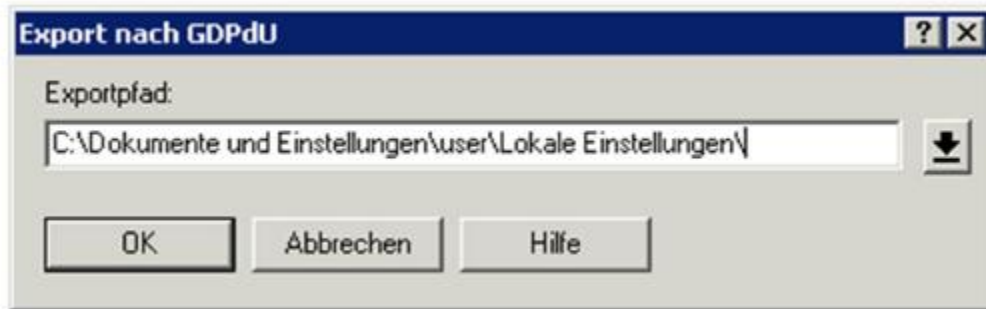 Export nach GDPdU
Exportpfad:
C:\Dokumente und Einstellungen\user\Lokale Einstellungen\
OK Abbrechen Hilfe